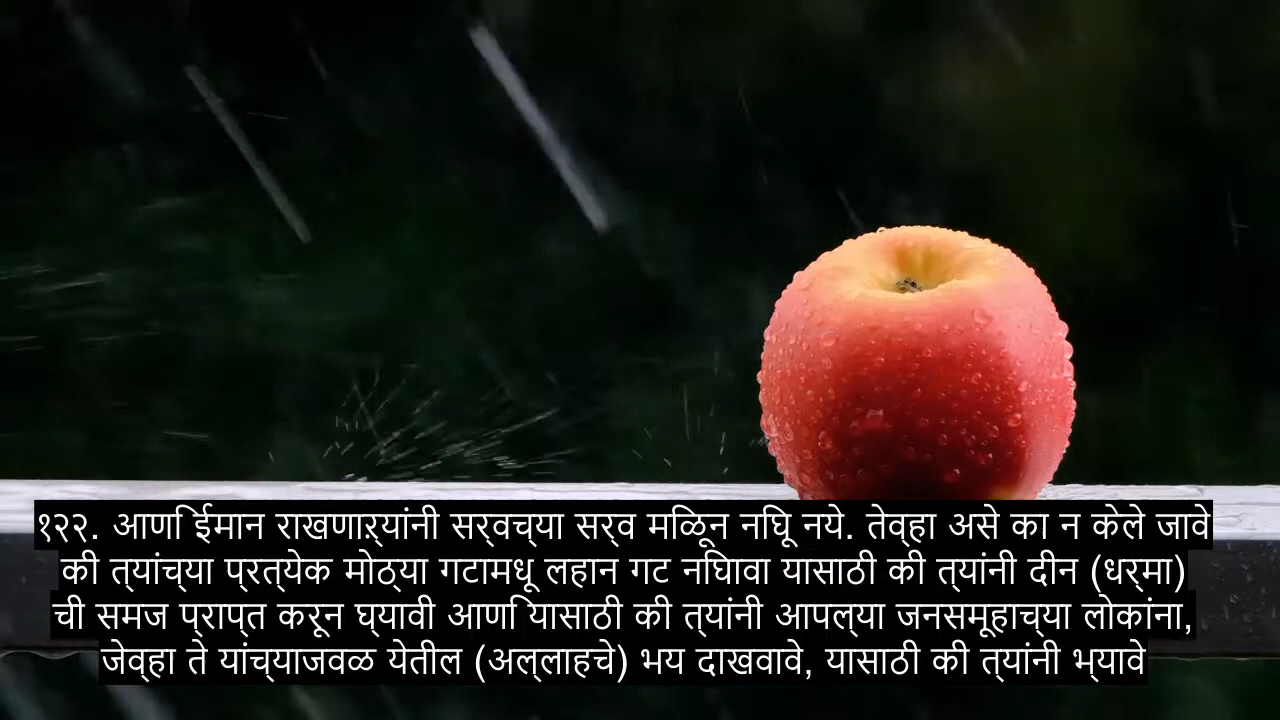 १२२. आणि ईमान राखणाऱ्यांनी सर्वच्या सर्व मिळून निघू नये. तेव्हा असे का न केले जावे
की त्यांच्या प्रत्येक मोठ्या गटामधू लहान गट निघावा यासाठी की त्यांनी दीन (धर्मा)
ची समज प्राप्त करून घ्यावी आणि यासाठी की त्यांनी आपल्या जनसमूहाच्या लोकांना,
जेव्हा ते यांच्याजवळ येतील (अल्लाहचे) भय दाखवावे, यासाठी की त्यांनी भ्यावे